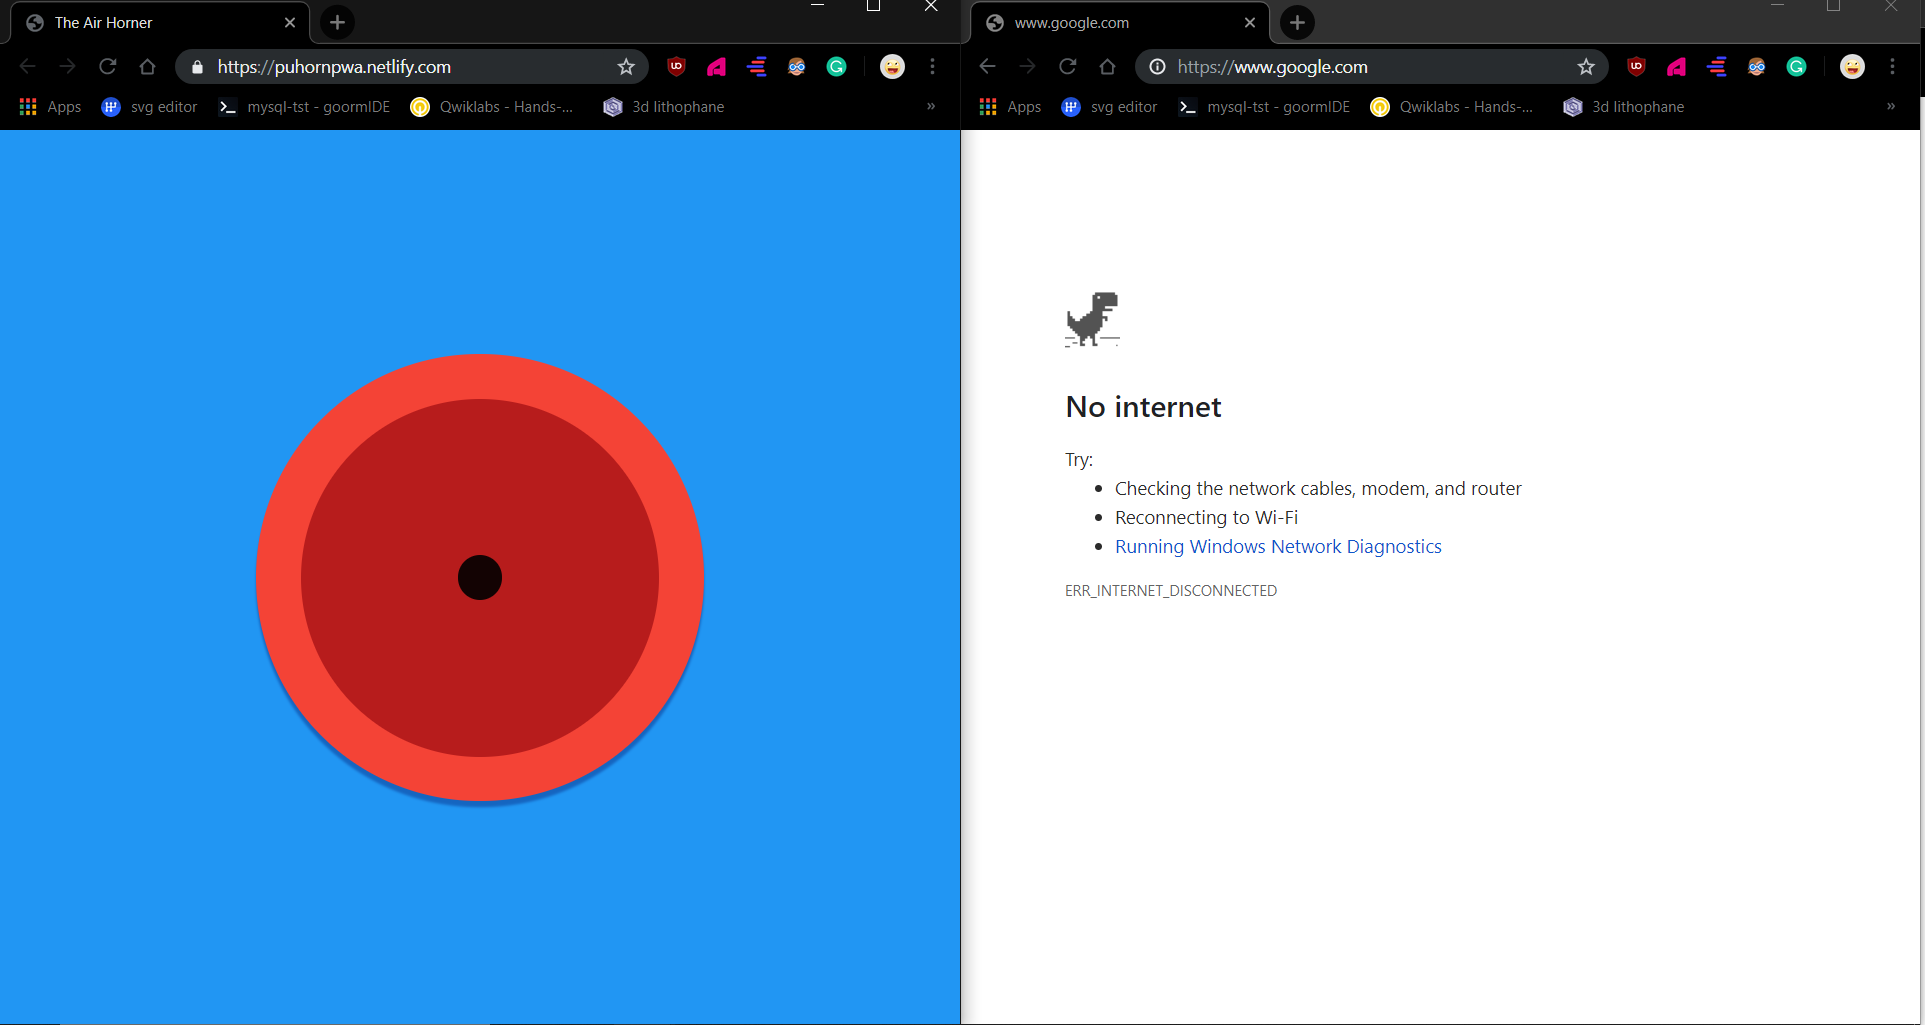 The Air Horner
https://puhornpwa.netlify.com
Apps svg editor mysql-tst - goormIDE Qwiklabs - Hands-... 3d lithophane »
www.google.com
https://www.google.com
Apps svg editor mysql-tst - goormIDE Qwiklabs - Hands-... 3d lithophane »
No internet
Try:
• Checking the network cables, modem, and router
• Reconnecting to Wi-Fi
• Running Windows Network Diagnostics
ERR_INTERNET_DISCONNECTED